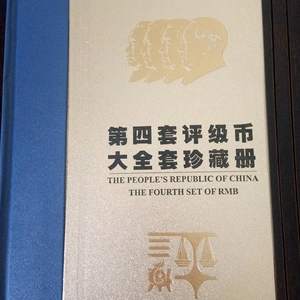 第四套评级币
大全套珍藏册
THE PEOPLE'S REPUBLIC OF CHINA
THE FOURTH SET OF RMB